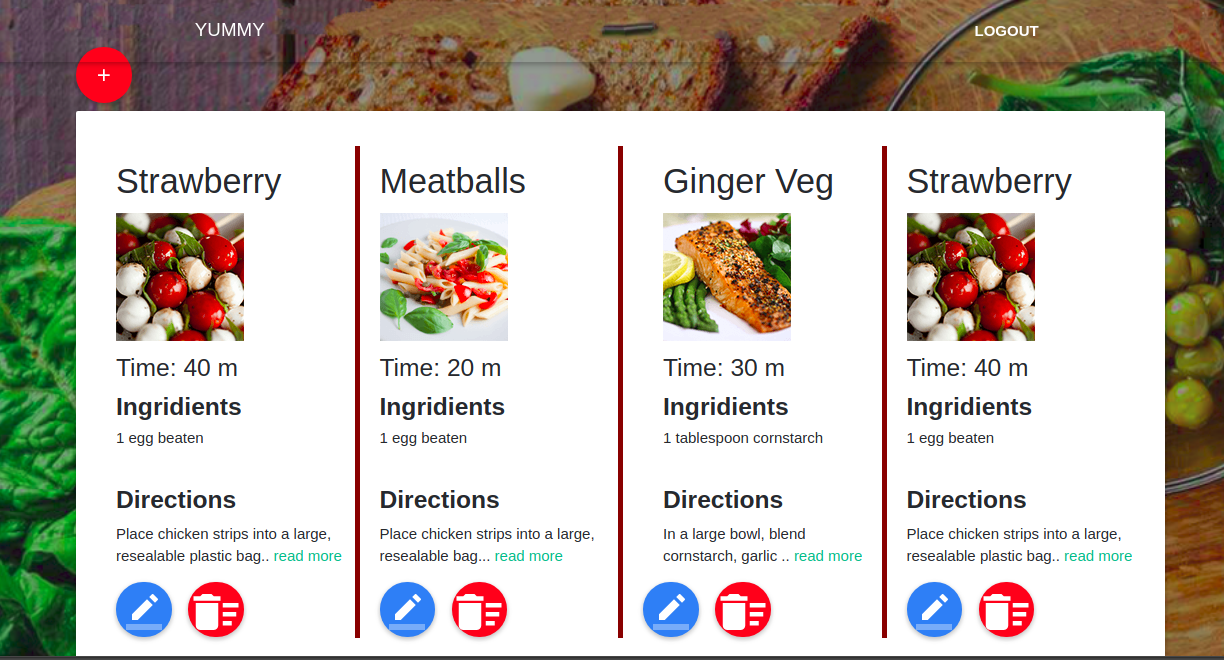 YUMMY
LOGOUT
+
Strawberry
Time: 40 m
Ingridients
1 egg beaten
Directions
Place chicken strips into a large,
resealable plastic bag.. read more
Meatballs
Time: 20 m
Ingridients
1 egg beaten
Directions
Place chicken strips into a large,
resealable bag... read more
Ginger Veg
Time: 30 m
Ingridients
1 tablespoon cornstarch
Directions
In a large bowl, blend
cornstarch, garlic .. read more
Strawberry
Time: 40 m
Ingridients
1 egg beaten
Directions
Place chicken strips into a large,
resealable plastic bag.. read more